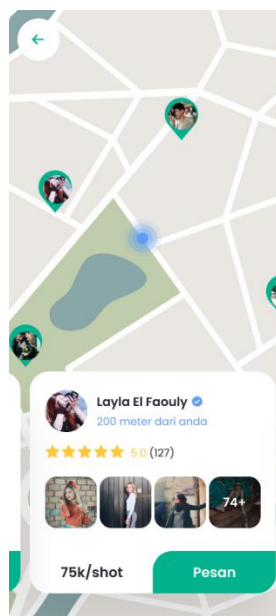 Layla El Faouly
200 meter dari anda
5.0 (127)
74+
75k/shot
Pesan